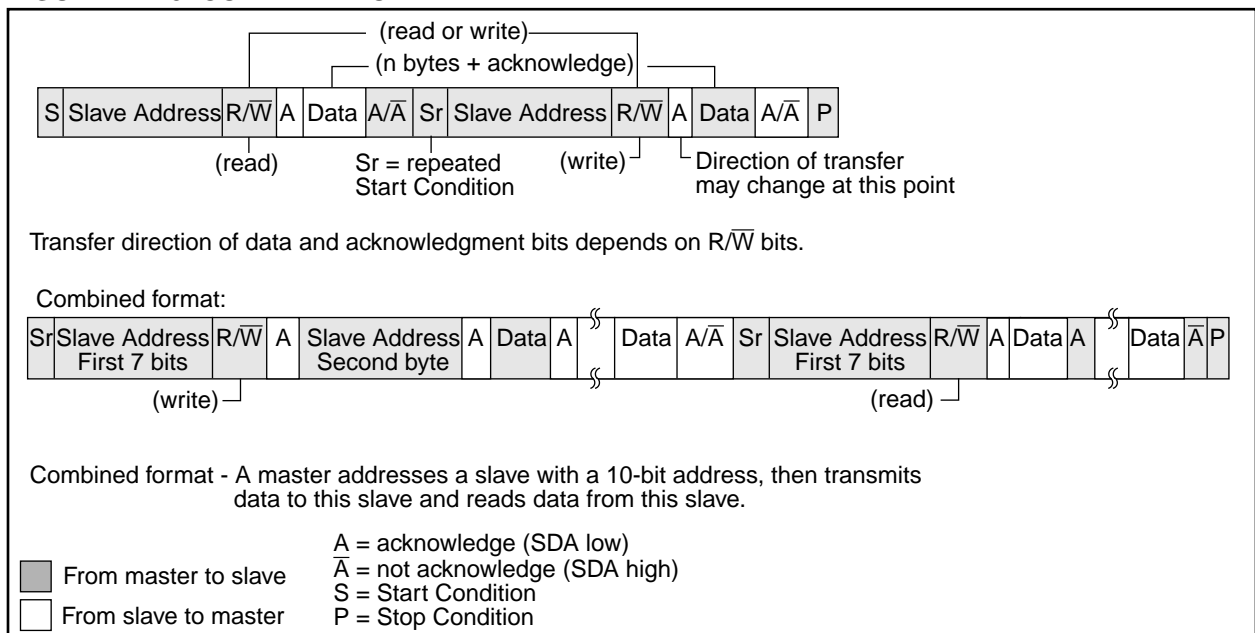 (read or write)
(n bytes + acknowledge)
S Slave Address R/W̅ A Data A/A̅ Sr Slave Address R/W̅ A Data A/A̅ P
(read) Sr = repeated Start Condition (write) Direction of transfer may change at this point
Transfer direction of data and acknowledgment bits depends on R/W̅ bits.
Combined format:
Sr Slave Address First 7 bits R/W̅ A Slave Address Second byte A Data A Data A/A̅ Sr Slave Address First 7 bits R/W̅ A Data A Data A̅ P
(write) (read)
Combined format - A master addresses a slave with a 10-bit address, then transmits
data to this slave and reads data from this slave.
A = acknowledge (SDA low)
A̅ = not acknowledge (SDA high)
S = Start Condition
P = Stop Condition
From master to slave
From slave to master